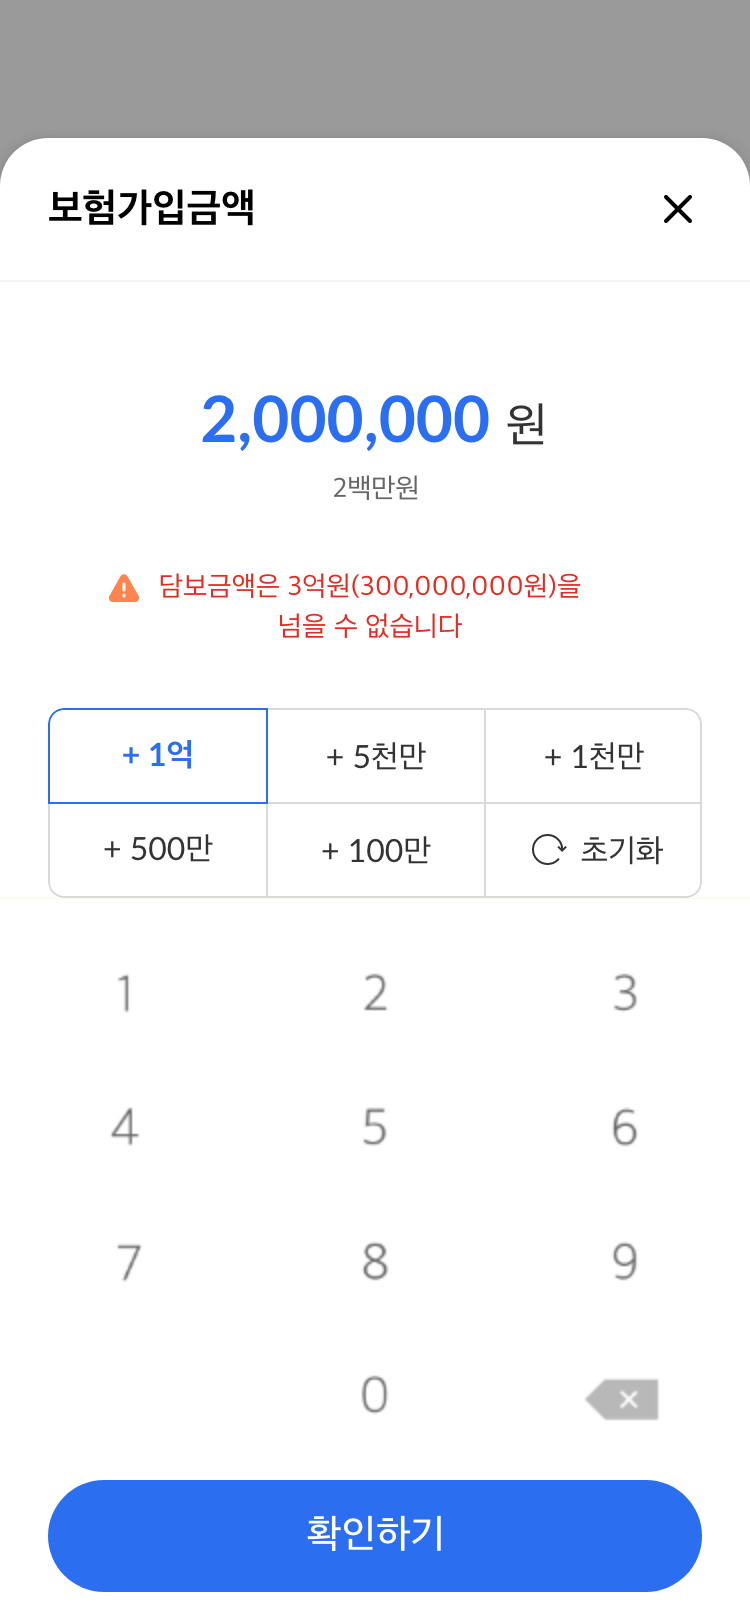 보험가입금액
2,000,000 원
2백만원
담보금액은 3억원(300,000,000원)을
넘을 수 없습니다
+ 1억 + 5천만 + 1천만
+ 500만 + 100만 초기화
1 2 3
4 5 6
7 8 9
0
확인하기